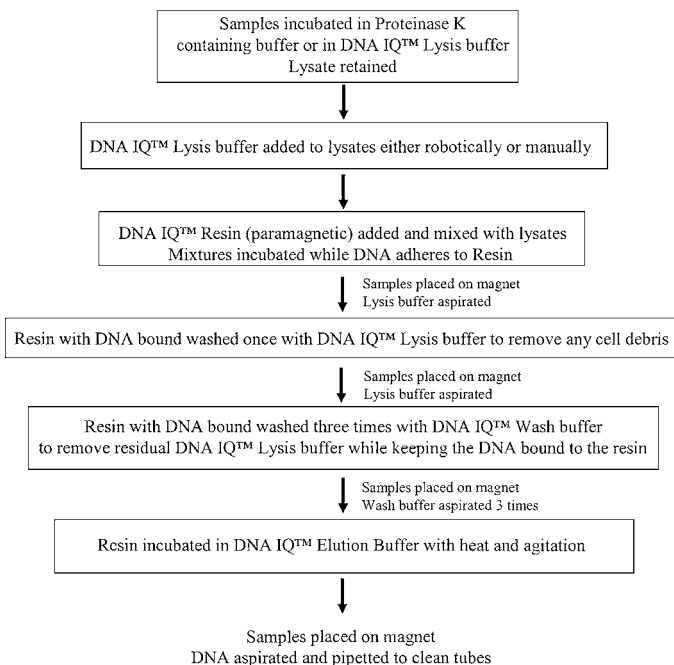 Samples incubated in Proteinase K
containing buffer or in DNA IQ™ Lysis buffer
Lysate retained
DNA IQ™ Lysis buffer added to lysates either robotically or manually
DNA IQ™ Resin (paramagnetic) added and mixed with lysates
Mixtures incubated while DNA adheres to Resin
Samples placed on magnet
Lysis buffer aspirated
Resin with DNA bound washed once with DNA IQ™ Lysis buffer to remove any cell debris
Samples placed on magnet
Lysis buffer aspirated
Resin with DNA bound washed three times with DNA IQ™ Wash buffer
to remove residual DNA IQ™ Lysis buffer while keeping the DNA bound to the resin
Samples placed on magnet
Wash buffer aspirated 3 times
Resin incubated in DNA IQ™ Elution Buffer with heat and agitation
Samples placed on magnet
DNA aspirated and pipetted to clean tubes